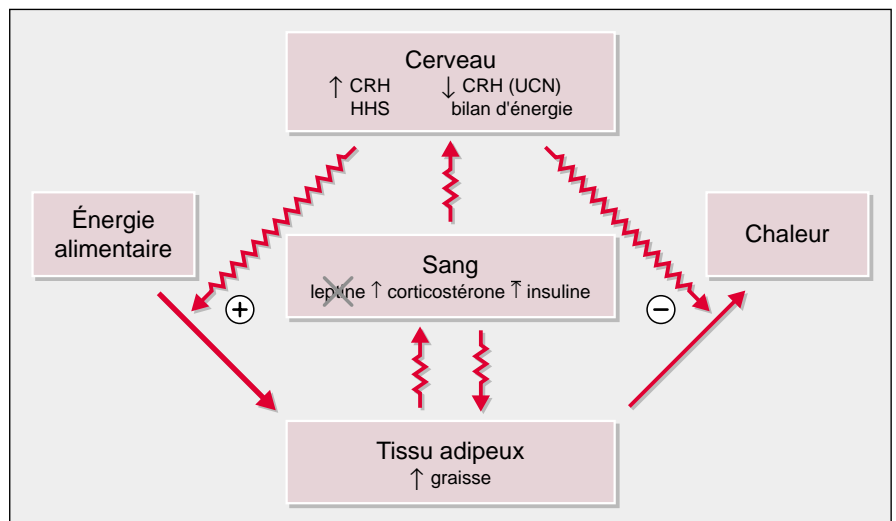 Cerveau
↑ CRH ↓ CRH (UCN)
HHS bilan d'énergie
Énergie
alimentaire
Chaleur
Sang
leptine ↑ corticostérone ⤒ insuline
+
−
Tissu adipeux
↑ graisse